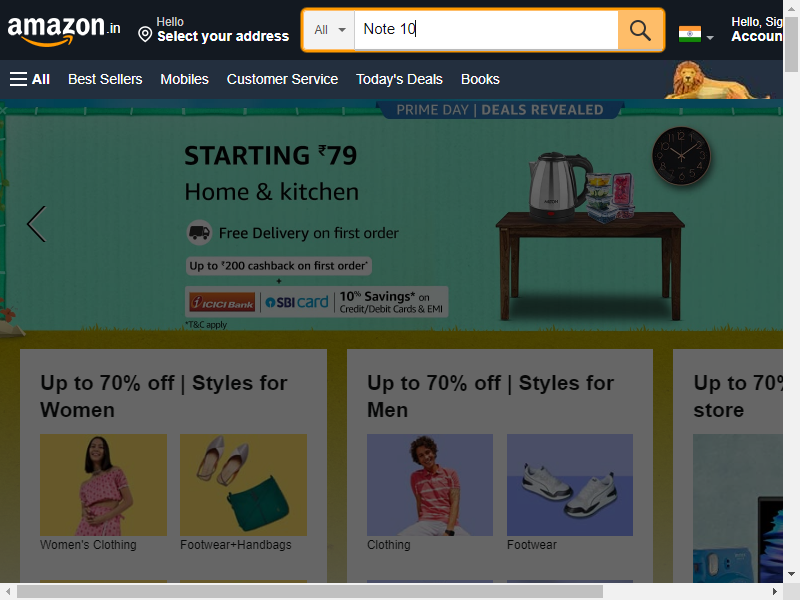 amazon.in
Hello
Select your address
All
Note 10
Hello, Sig
Accoun
All
Best Sellers
Mobiles
Customer Service
Today's Deals
Books
PRIME DAY | DEALS REVEALED
STARTING ₹79
Home & kitchen
Free Delivery on first order
Up to ₹200 cashback on first order*
+
ICICI Bank
SBI card
10% Savings* on
Credit/Debit Cards & EMI
*T&C apply
Up to 70% off | Styles for
Women
Women's Clothing
Footwear+Handbags
Up to 70% off | Styles for
Men
Clothing
Footwear
Up to 70%
store